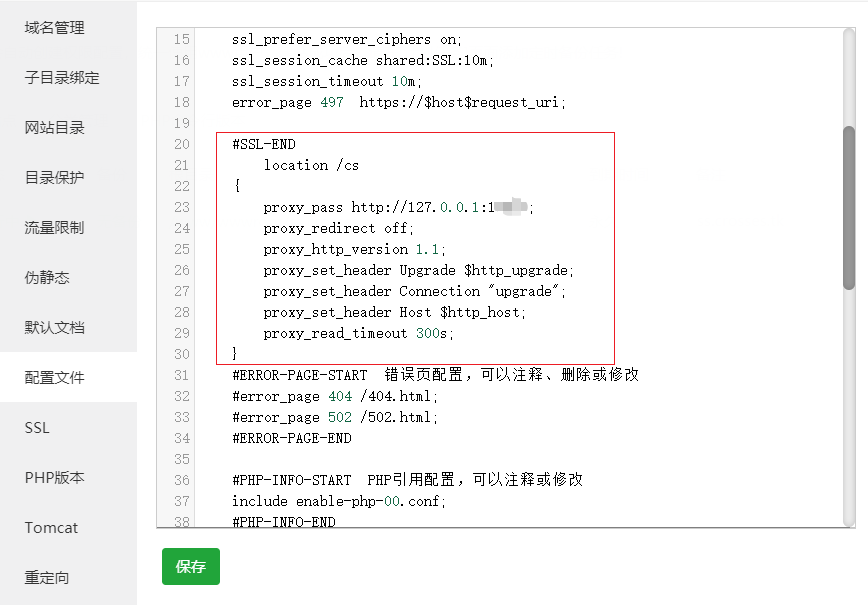 域名管理
子目录绑定
网站目录
目录保护
流量限制
伪静态
默认文档
配置文件
SSL
PHP版本
Tomcat
重定向
15 ssl_prefer_server_ciphers on;
16 ssl_session_cache shared:SSL:10m;
17 ssl_session_timeout 10m;
18 error_page 497  https://$host$request_uri;
19
20 #SSL-END
21 location /cs
22 {
23 proxy_pass http://127.0.0.1:1 ;
24 proxy_redirect off;
25 proxy_http_version 1.1;
26 proxy_set_header Upgrade $http_upgrade;
27 proxy_set_header Connection "upgrade";
28 proxy_set_header Host $http_host;
29 proxy_read_timeout 300s;
30 }
31 #ERROR-PAGE-START  错误页配置，可以注释、删除或修改
32 #error_page 404 /404.html;
33 #error_page 502 /502.html;
34 #ERROR-PAGE-END
35
36 #PHP-INFO-START  PHP引用配置，可以注释或修改
37 include enable-php-00.conf;
38 #PHP-INFO-END
保存